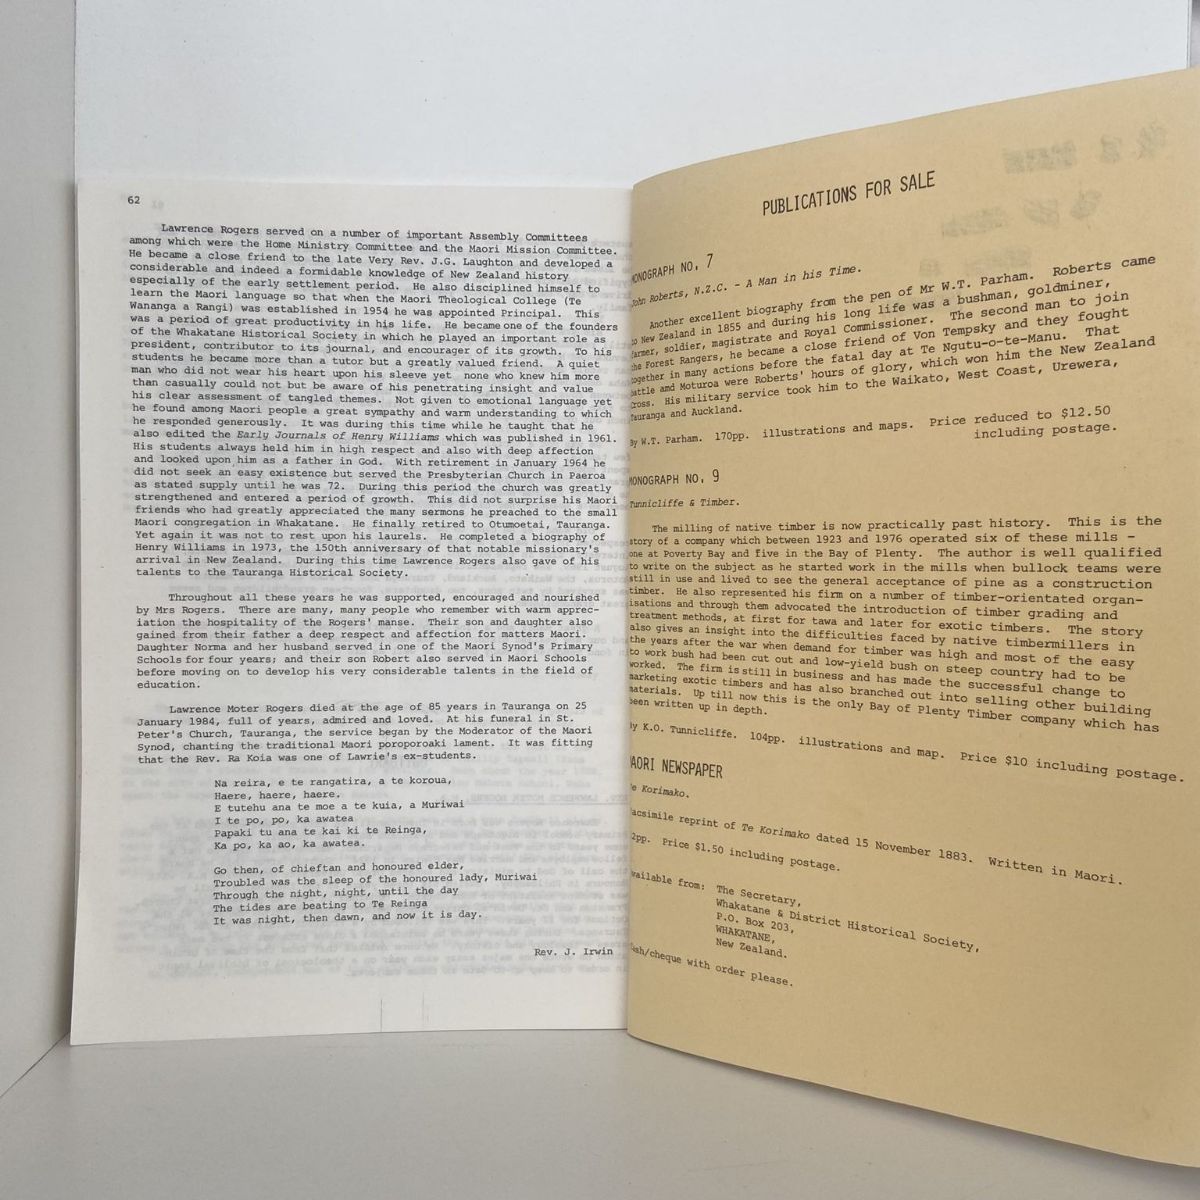 62
Lawrence Rogers served on a number of important Assembly Committees
among which were the Home Ministry Committee and the Maori Mission Committee.
He became a close friend to the late Very Rev. J.G. Laughton and developed a
considerable and indeed a formidable knowledge of New Zealand history
especially of the early settlement period. He also disciplined himself to
learn the Maori language so that when the Maori Theological College (Te
Wananga a Rangi) was established in 1954 he was appointed Principal. This
was a period of great productivity in his life. He became one of the founders
of the Whakatane Historical Society in which he played an important role as
president, contributor to its journal, and encourager of its growth. To his
students he became more than a tutor but a greatly valued friend. A quiet
man who did not wear his heart upon his sleeve yet none who knew him more
than casually could not but be aware of his penetrating insight and value
his clear assessment of tangled themes. Not given to emotional language yet
he found among Maori people a great sympathy and warm understanding to which
he responded generously. It was during this time while he taught that he
also edited the Early Journals of Henry Williams which was published in 1961.
His students always held him in high respect and also with deep affection
and looked upon him as a father in God. With retirement in January 1964 he
did not seek an easy existence but served the Presbyterian Church in Paeroa
as stated supply until he was 72. During this period the church was greatly
strengthened and entered a period of growth. This did not surprise his Maori
friends who had greatly appreciated the many sermons he preached to the small
Maori congregation in Whakatane. He finally retired to Otumoetai, Tauranga.
Yet again it was not to rest upon his laurels. He completed a biography of
Henry Williams in 1973, the 150th anniversary of that notable missionary's
arrival in New Zealand. During this time Lawrence Rogers also gave of his
talents to the Tauranga Historical Society.
Throughout all these years he was supported, encouraged and nourished
by Mrs Rogers. There are many, many people who remember with warm apprec-
iation the hospitality of the Rogers' manse. Their son and daughter also
gained from their father a deep respect and affection for matters Maori.
Daughter Norma and her husband served in one of the Maori Synod's Primary
Schools for four years; and their son Robert also served in Maori Schools
before moving on to develop his very considerable talents in the field of
education.
Lawrence Moter Rogers died at the age of 85 years in Tauranga on 25
January 1984, full of years, admired and loved. At his funeral in St.
Peter's Church, Tauranga, the service began by the Moderator of the Maori
Synod, chanting the traditional Maori poroporoaki lament. It was fitting
that the Rev. Ra Koia was one of Lawrie's ex-students.
Na reira, e te rangatira, a te koroua,
Haere, haere, haere.
E tutehu ana te moe a te kuia, a Muriwai
I te po, po, ka awatea
Papaki tu ana te kai ki te Reinga,
Ka po, ka ao, ka awatea.
Go then, of chieftan and honoured elder,
Troubled was the sleep of the honoured lady, Muriwai
Through the night, night, until the day
The tides are beating to Te Reinga
It was night, then dawn, and now it is day.
Rev. J. Irwin
PUBLICATIONS FOR SALE
MONOGRAPH NO. 7
John Roberts, N.Z.C. - A Man in his Time.
Another excellent biography from the pen of Mr W.T. Parham. Roberts came
to New Zealand in 1855 and during his long life was a bushman, goldminer,
farmer, soldier, magistrate and Royal Commissioner. The second man to join
the Forest Rangers, he became a close friend of Von Tempsky and they fought
together in many actions before the fatal day at Te Ngutu-o-te-Manu. That
battle and Moturoa were Roberts' hours of glory, which won him the New Zealand
Cross. His military service took him to the Waikato, West Coast, Urewera,
Tauranga and Auckland.
By W.T. Parham. 170pp. illustrations and maps. Price reduced to $12.50
including postage.
MONOGRAPH NO. 9
Tunnicliffe & Timber.
The milling of native timber is now practically past history. This is the
story of a company which between 1923 and 1976 operated six of these mills -
one at Poverty Bay and five in the Bay of Plenty. The author is well qualified
to write on the subject as he started work in the mills when bullock teams were
still in use and lived to see the general acceptance of pine as a construction
timber. He also represented his firm on a number of timber-orientated organ-
isations and through them advocated the introduction of timber grading and
treatment methods, at first for tawa and later for exotic timbers. The story
also gives an insight into the difficulties faced by native timbermillers in
the years after the war when demand for timber was high and most of the easy
to work bush had been cut out and low-yield bush on steep country had to be
worked. The firm is still in business and has made the successful change to
marketing exotic timbers and has also branched out into selling other building
materials. Up till now this is the only Bay of Plenty Timber company which has
been written up in depth.
By K.O. Tunnicliffe. 104pp. illustrations and map. Price $10 including postage.
MAORI NEWSPAPER
Te Korimako.
Facsimile reprint of Te Korimako dated 15 November 1883. Written in Maori.
2pp. Price $1.50 including postage.
Available from: The Secretary,
Whakatane & District Historical Society,
P.O. Box 203,
WHAKATANE,
New Zealand.
Cash/cheque with order please.